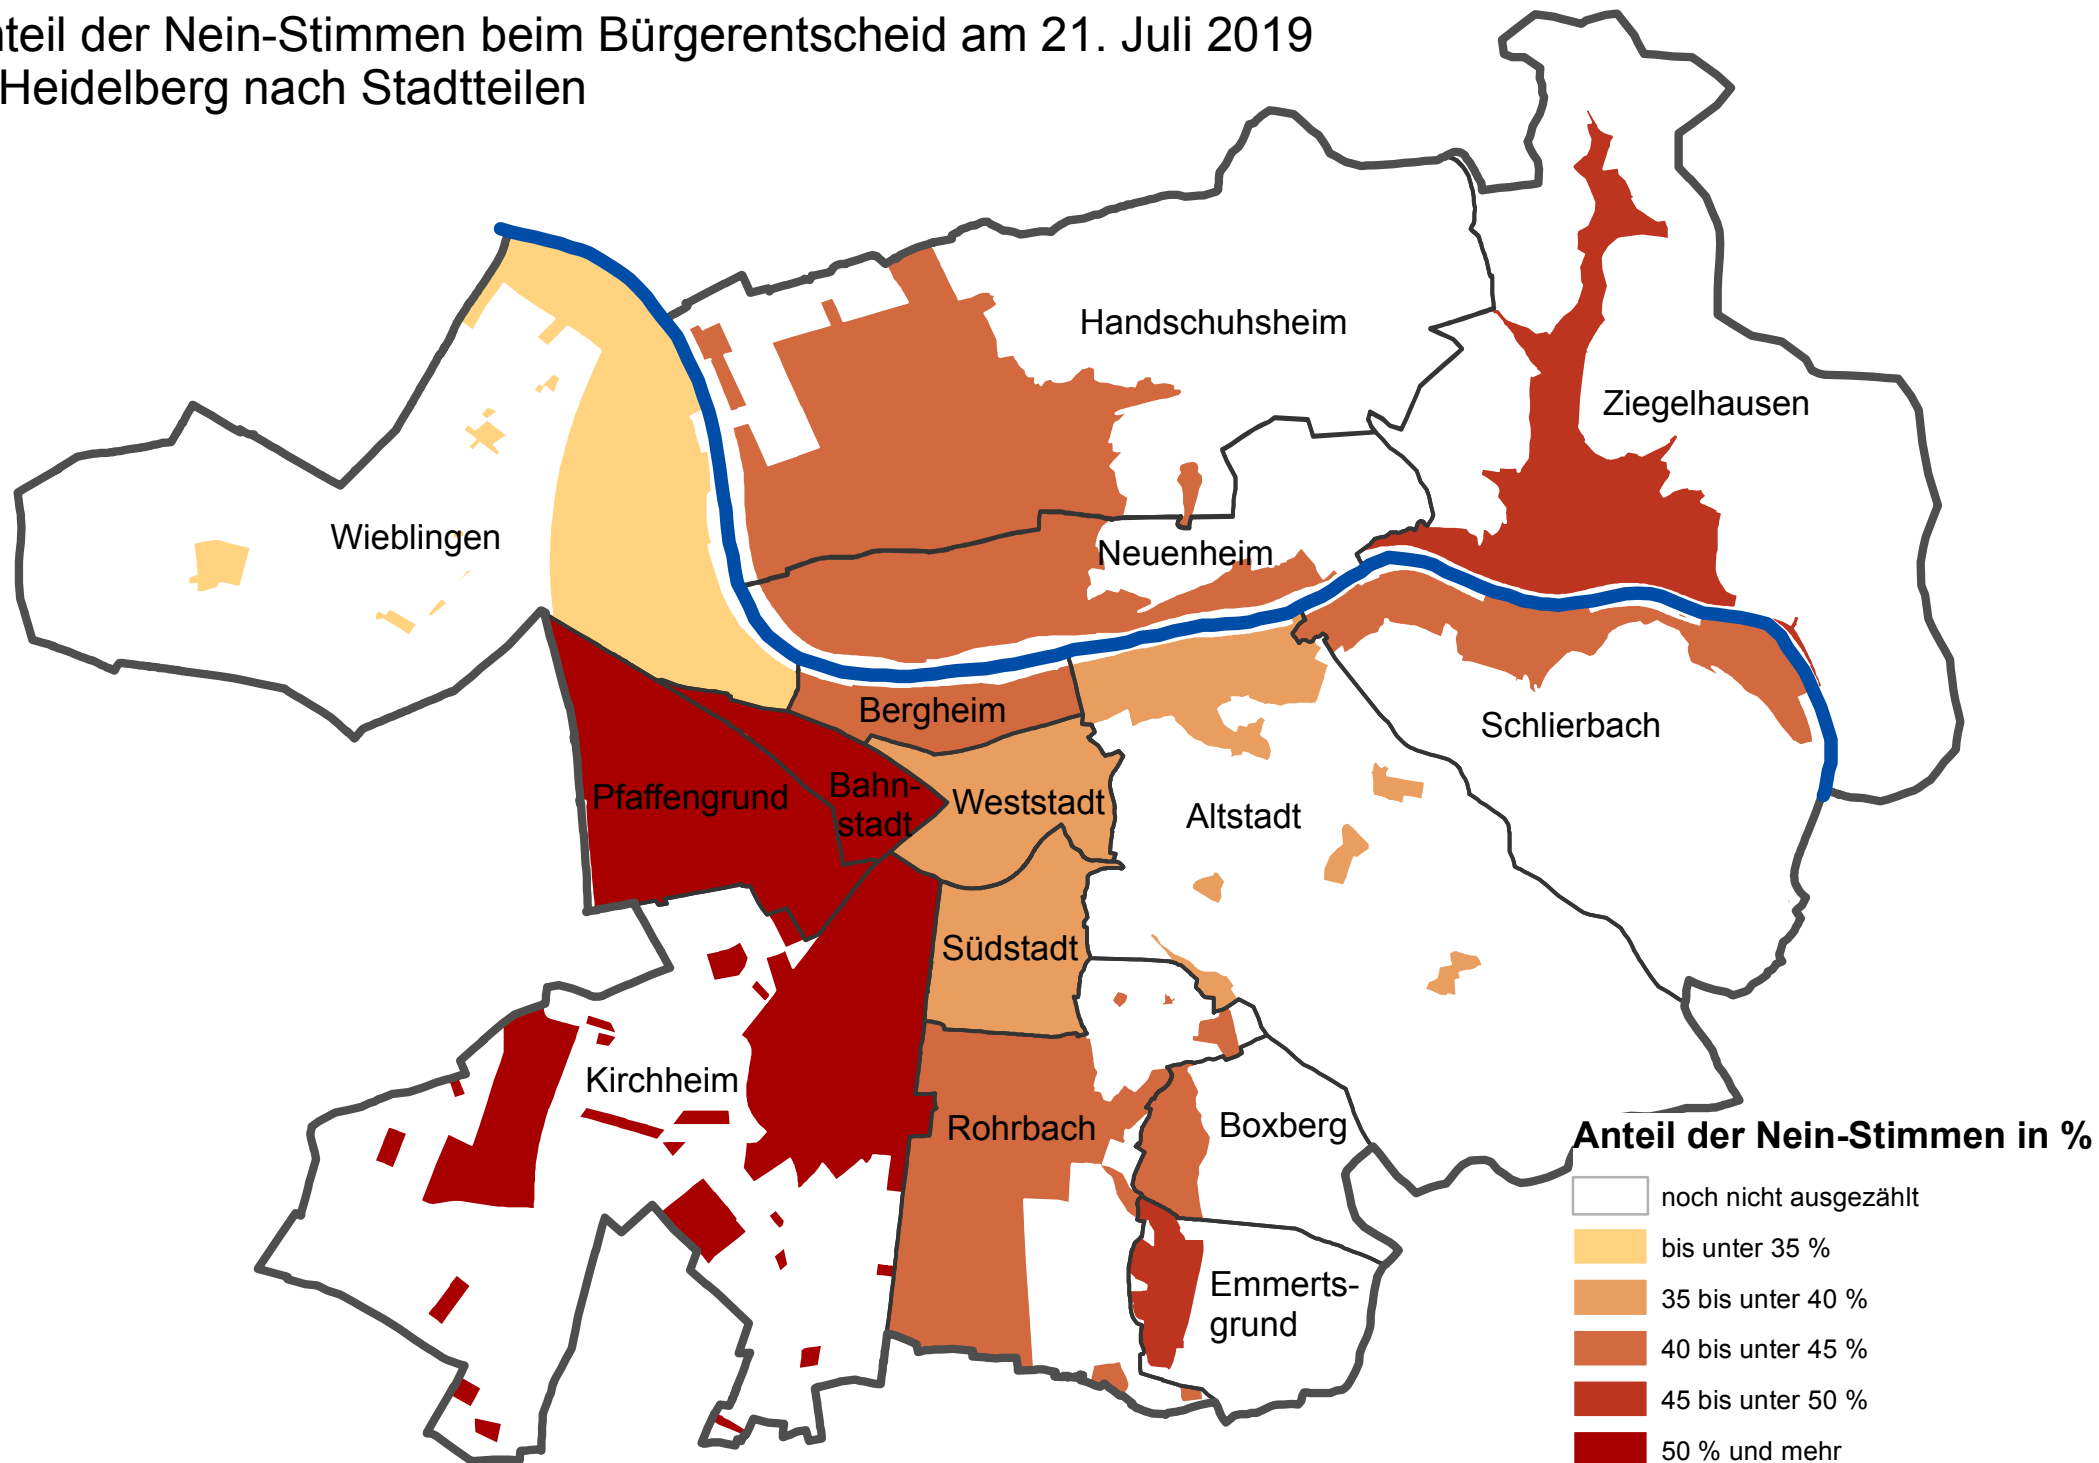 nteil der Nein-Stimmen beim Bürgerentscheid am 21. Juli 2019
Heidelberg nach Stadtteilen
Handschuhsheim
Ziegelhausen
Wieblingen
Neuenheim
Bergheim
Schlierbach
Pfaffengrund
Bahn-
stadt
Weststadt
Altstadt
Südstadt
Kirchheim
Rohrbach
Boxberg
Emmerts-
grund
Anteil der Nein-Stimmen in %
noch nicht ausgezählt
bis unter 35 %
35 bis unter 40 %
40 bis unter 45 %
45 bis unter 50 %
50 % und mehr